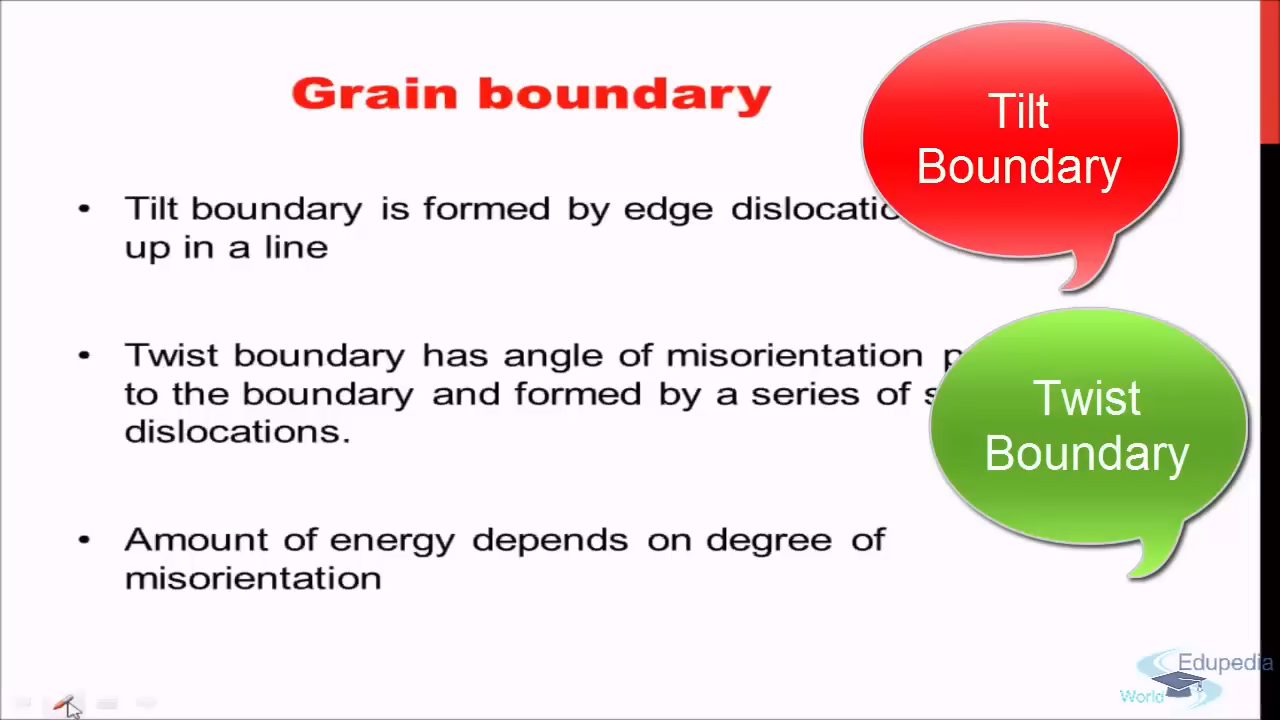 Grain boundary
Tilt
Boundary
• Tilt boundary is formed by edge
up in a line
• Twist boundary has angle of misorientation
to the boundary and formed by a series of
dislocations.
Twist
Boundary
• Amount of energy depends on degree of
misorientation
Edupedia
World